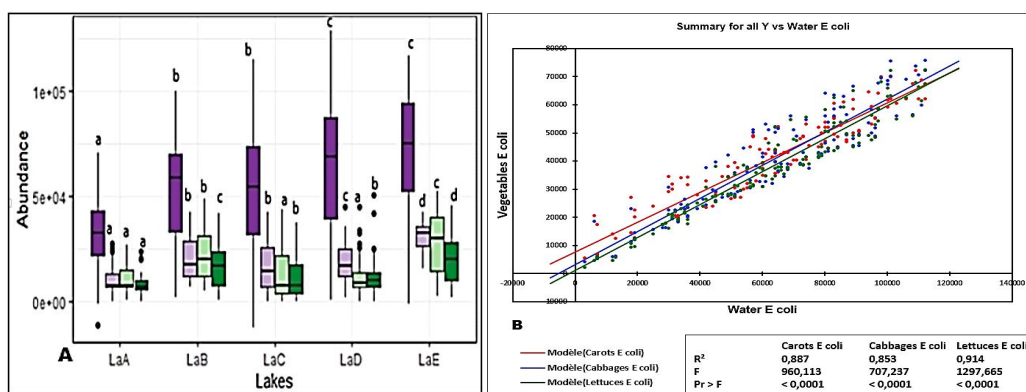 Abundance
1e+05
5e+04
0e+00
a
a
a
a
b
b
b
c
b
b
a
b
c
c
a
b
c
d
c
d
LaA
LaB
LaC
LaD
LaE
Lakes
A
Summary for all Y vs Water E coli
Vegetables E coli
80000
70000
60000
50000
40000
30000
20000
10000
0
10000
20000
0
20000
40000
60000
80000
100000
120000
140000
Water E coli
B
Modèle(Carots E coli)
Modèle(Cabbages E coli)
Modèle(Lettuces E coli)
Carots E coli Cabbages E coli Lettuces E coli
R² 0,887 0,853 0,914
F 960,113 707,237 1297,665
Pr > F < 0,0001 < 0,0001 < 0,0001